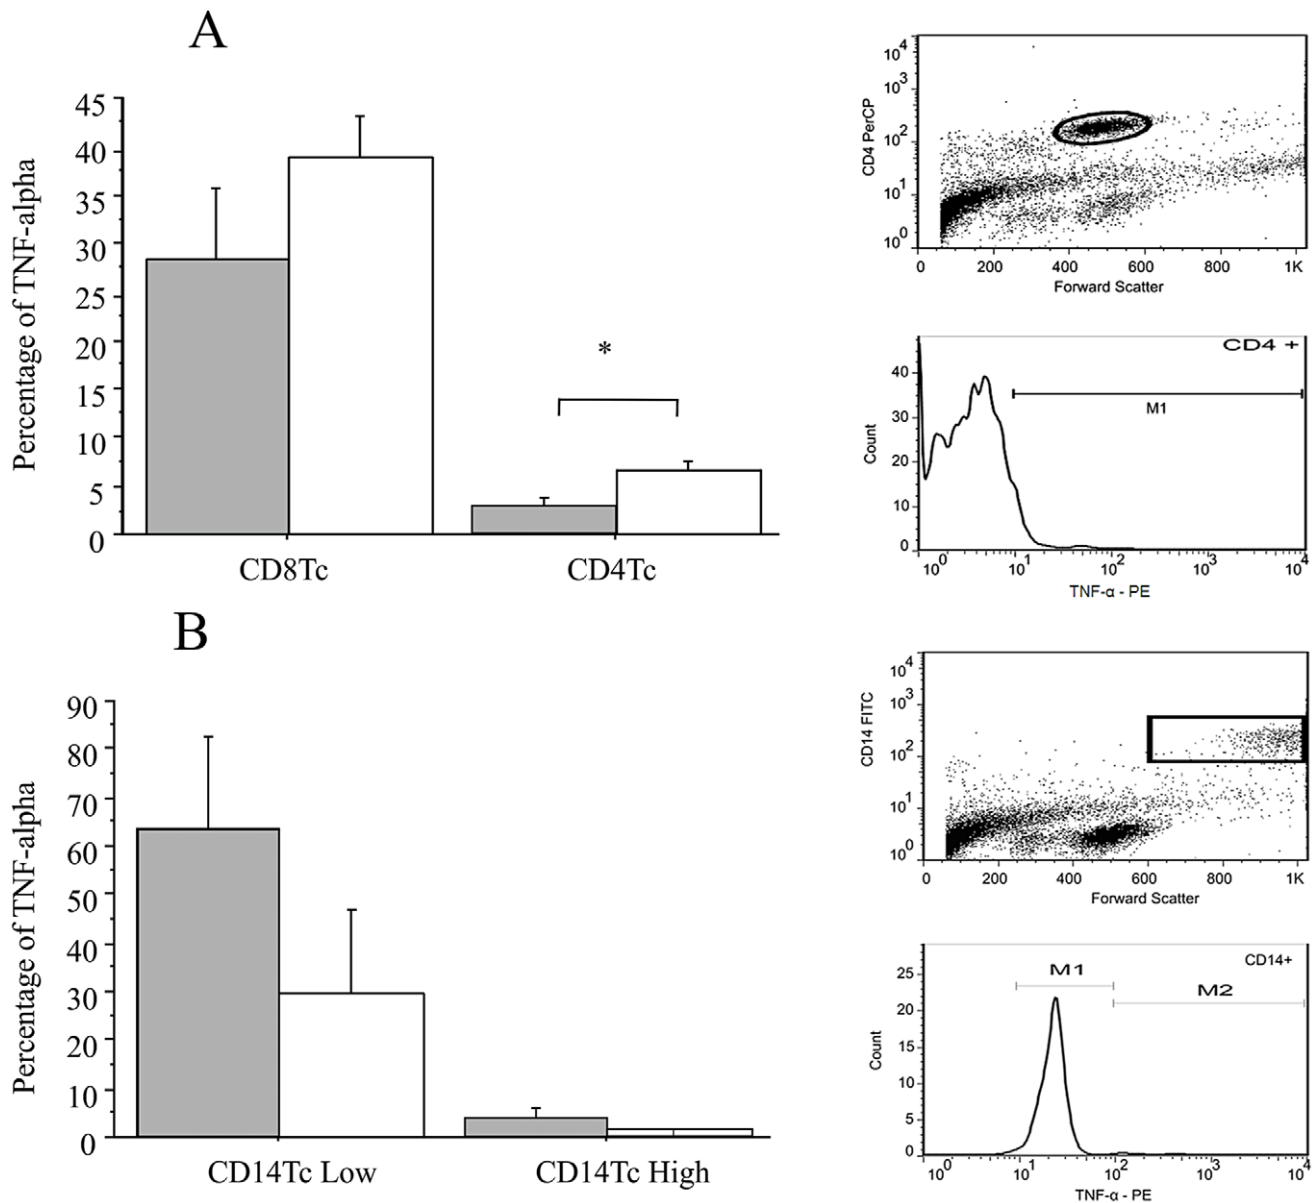 A
Percentage of TNF-alpha
45
40
35
30
25
20
15
10
5
0
*
CD8Tc CD4Tc
CD4 PerCP
10^4
10^3
10^2
10^1
10^0
0 200 400 600 800 1K
Forward Scatter
CD4 +
M1
Count
40
30
20
10
0
10^0 10^1 10^2 10^3 10^4
TNF-α - PE
B
Percentage of TNF-alpha
90
80
70
60
50
40
30
20
10
0
CD14Tc Low CD14Tc High
CD14 FITC
10^4
10^3
10^2
10^1
10^0
0 200 400 600 800 1K
Forward Scatter
CD14+
M1
M2
Count
25
20
15
10
5
0
10^0 10^1 10^2 10^3 10^4
TNF-α - PE